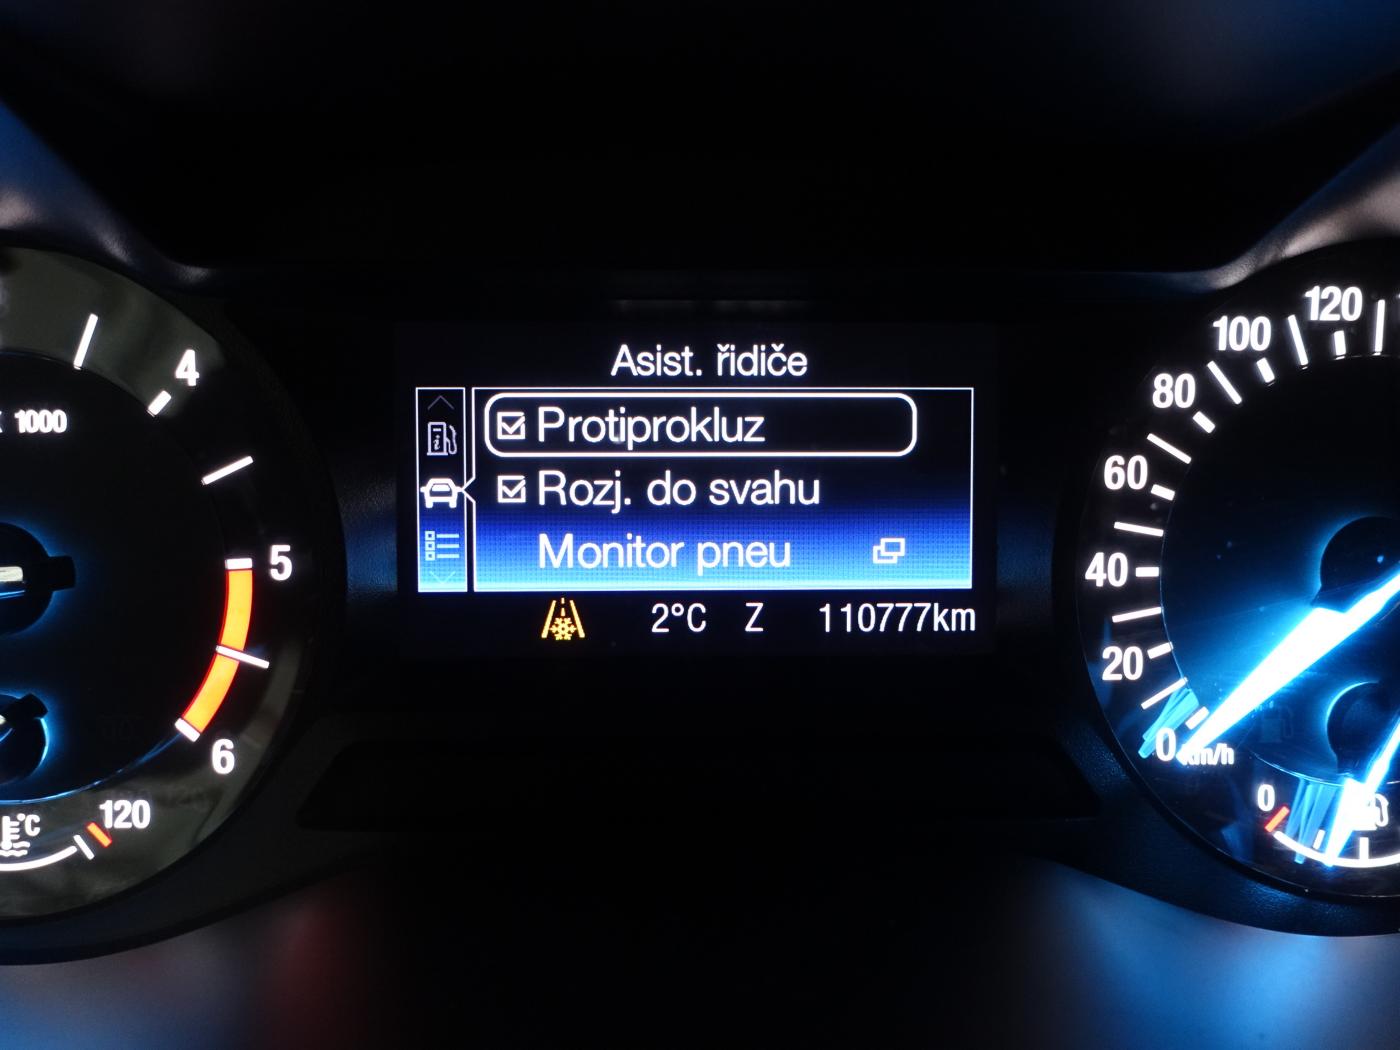 Asist. řidiče
Protiprokluz
Rozj. do svahu
Monitor pneu
2°C Z 110777km
4
1000
5
6
120
°C
120
100
80
60
40
20
0 km/h
0